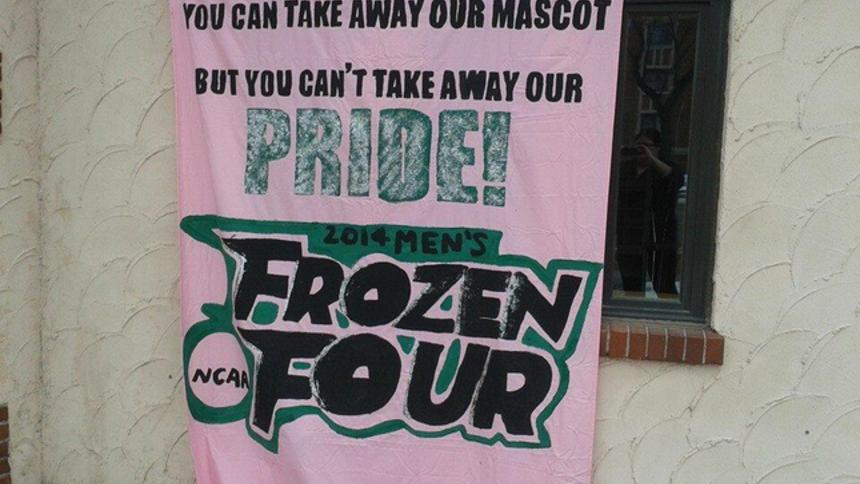 YOU CAN TAKE AWAY OUR MASCOT
BUT YOU CAN'T TAKE AWAY OUR
PRIDE!
2014 MEN'S
FROZEN
FOUR
NCAA